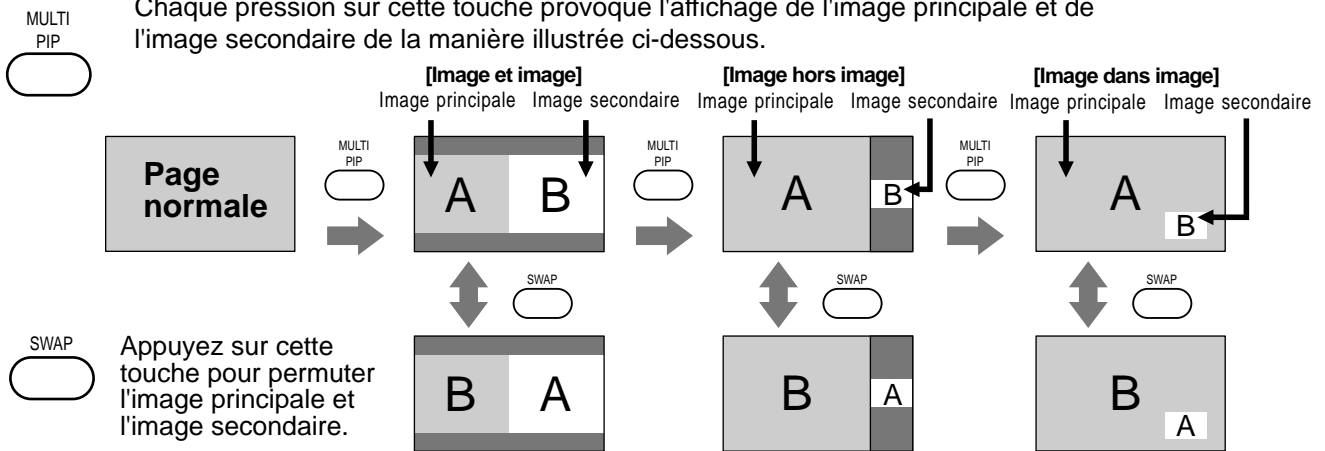 Chaque pression sur cette touche provoque l'affichage de l'image principale et de
l'image secondaire de la manière illustrée ci-dessous.
MULTI
PIP
[Image et image]
[Image hors image]
[Image dans image]
Image principale Image secondaire
Image principale Image secondaire
Image principale Image secondaire
Page
normale
MULTI
PIP
A B
MULTI
PIP
A B
MULTI
PIP
A
B
SWAP
SWAP
SWAP
SWAP
Appuyez sur cette
touche pour permuter
l'image principale et
l'image secondaire.
B A
B A
B
A